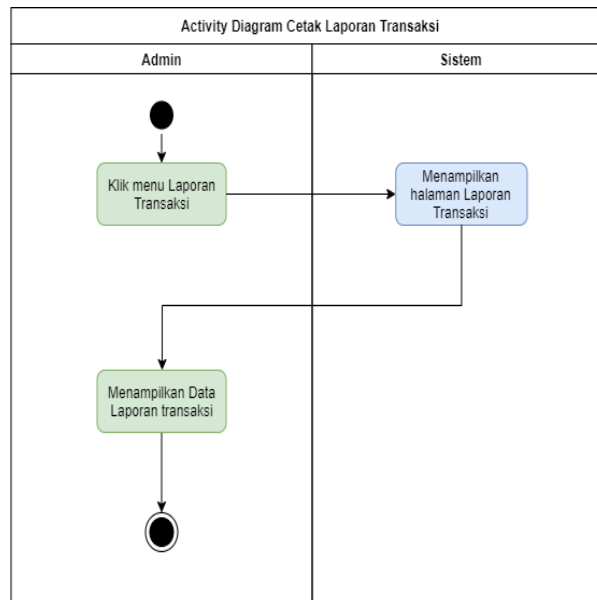 Activity Diagram Cetak Laporan Transaksi
Admin
Sistem
Klik menu Laporan
Transaksi
Menampilkan
halaman Laporan
Transaksi
Menampilkan Data
Laporan transaksi